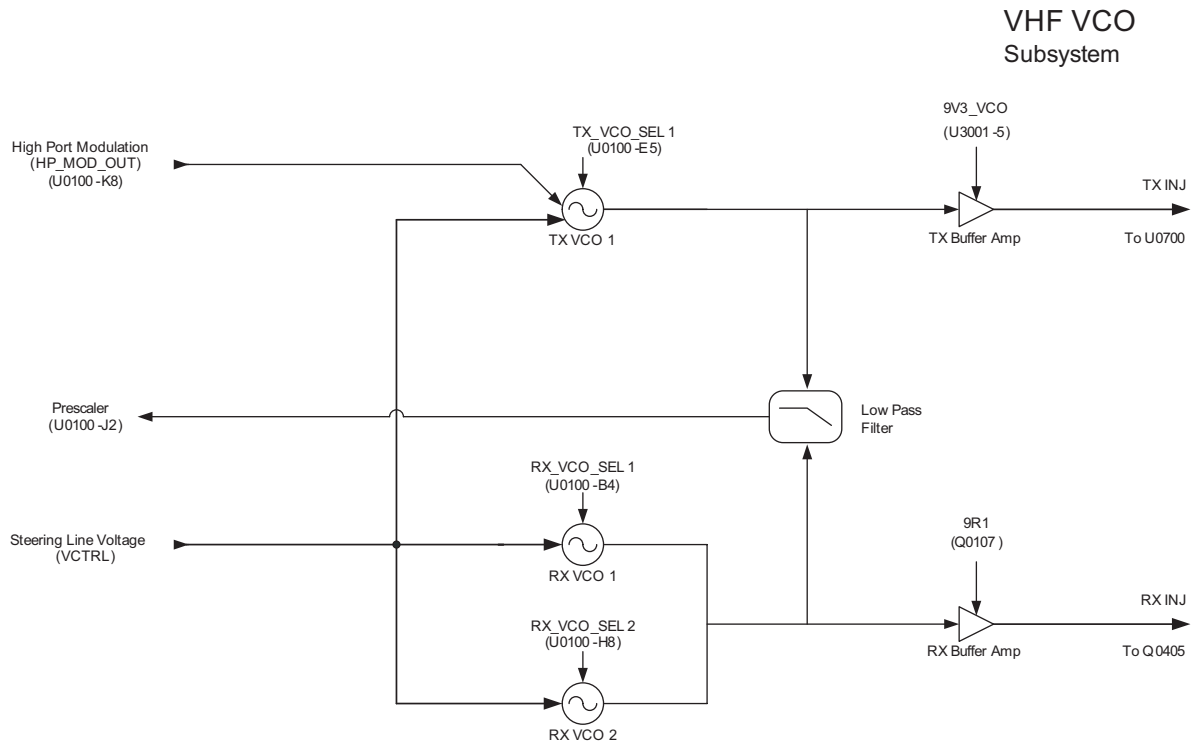 VHF VCO
Subsystem
9V3_VCO
(U3001-5)
TX_VCO_SEL 1
(U0100-E5)
High Port Modulation
(HP_MOD_OUT)
(U0100-K8)
TX INJ
TX VCO 1
TX Buffer Amp
To U0700
Prescaler
(U0100-J2)
Low Pass
Filter
RX_VCO_SEL 1
(U0100-B4)
9R1
(Q0107)
Steering Line Voltage
(VCTRL)
RX VCO 1
RX INJ
RX_VCO_SEL 2
(U0100-H8)
RX Buffer Amp
To Q0405
RX VCO 2